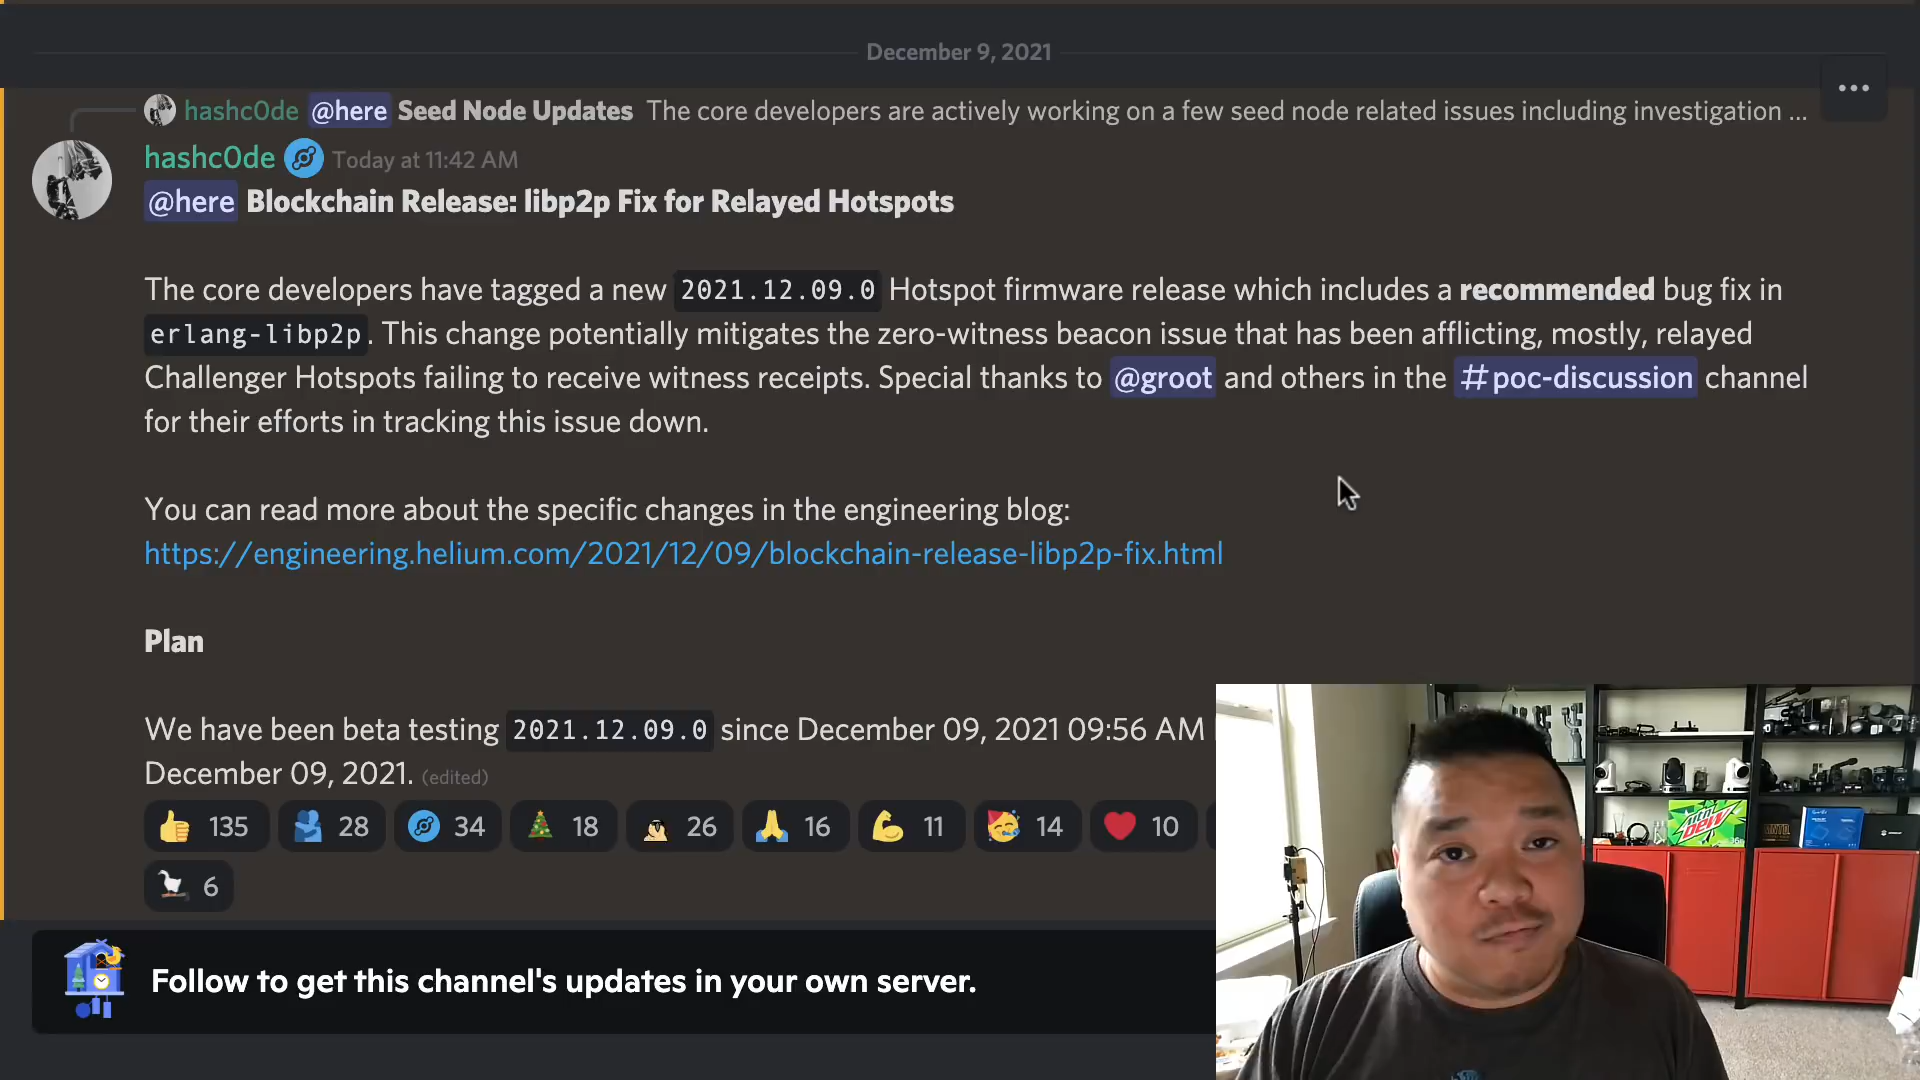 December 9, 2021
hashc0de @here Seed Node Updates The core developers are actively working on a few seed node related issues including investigation ...
hashc0de Today at 11:42 AM
@here Blockchain Release: libp2p Fix for Relayed Hotspots
The core developers have tagged a new 2021.12.09.0 Hotspot firmware release which includes a recommended bug fix in
erlang-libp2p. This change potentially mitigates the zero-witness beacon issue that has been afflicting, mostly, relayed
Challenger Hotspots failing to receive witness receipts. Special thanks to @groot and others in the #poc-discussion channel
for their efforts in tracking this issue down.
You can read more about the specific changes in the engineering blog:
https://engineering.helium.com/2021/12/09/blockchain-release-libp2p-fix.html
Plan
We have been beta testing 2021.12.09.0 since December 09, 2021 09:56 AM
December 09, 2021. (edited)
135 28 34 18 26 16 11 14 10
6
Follow to get this channel's updates in your own server.
mtn DEW